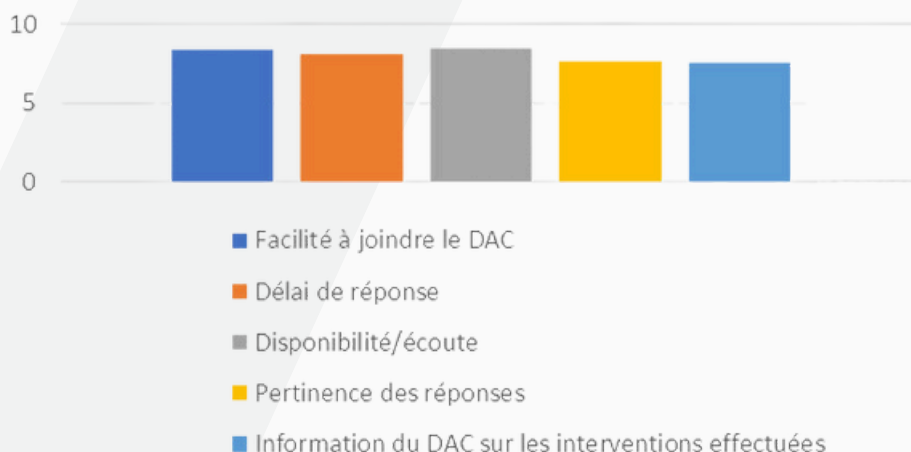 10
5
0
Facilité à joindre le DAC
Délai de réponse
Disponibilité/écoute
Pertinence des réponses
Information du DAC sur les interventions effectuées